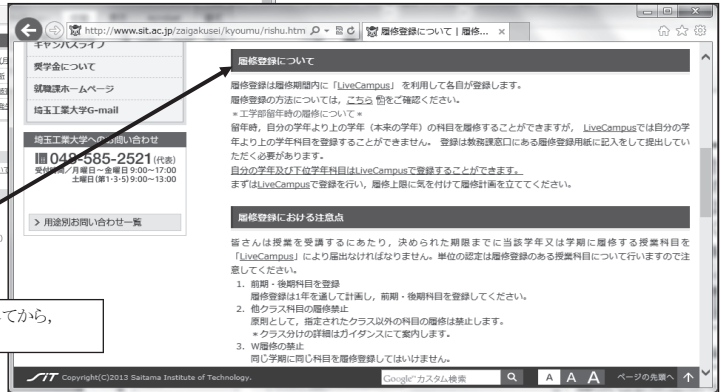 http://www.sit.ac.jp/zaigakusei/kyoumu/rishu.htm
履修登録について | 履修...
キャンパスライフ
奨学金について
就職課ホームページ
埼玉工業大学G-mail
埼玉工業大学へのお問い合わせ
048-585-2521(代表)
受付時間／月曜日～金曜日9:00~17:00
土曜日(第1･3･5)9:00~13:00
> 用途別お問い合わせ一覧
てから,
履修登録について
履修登録は履修期間内に「LiveCampus」 を利用して各自が登録します。
履修登録の方法については，こちら をご確認ください。
＊工学部留年時の履修について＊
留年時，自分の学年より上の学年（本来の学年）の科目を履修することができますが， LiveCampusでは自分の学
年より上の学年科目を登録することができません。 登録は教務課窓口にある履修登録用紙に記入をして提出してい
ただく必要があります。
自分の学年及び下位学年科目はLiveCampusで登録することができます。
まずはLiveCampusで登録を行い，履修上限に気を付けて履修計画を立ててください。
履修登録における注意点
皆さんは授業を受講するにあたり，決められた期限までに当該学年又は学期に履修する授業科目を
「LiveCampus」により届出なければなりません。単位の認定は履修登録のある授業科目について行いますので注
意してください。
1. 前期・後期科目を登録
履修登録は1年を通して計画し，前期・後期科目を登録してください。
2. 他クラス科目の履修禁止
原則として，指定されたクラス以外の科目の履修は禁止します。
＊クラス分けの詳細はガイダンスにて案内します。
3. W履修の禁止
同じ学期に同じ科目を履修登録してはいけません。
SIT Copyright(C)2013 Saitama Institute of Technology.
Google カスタム検索
A A A ページの先頭へ